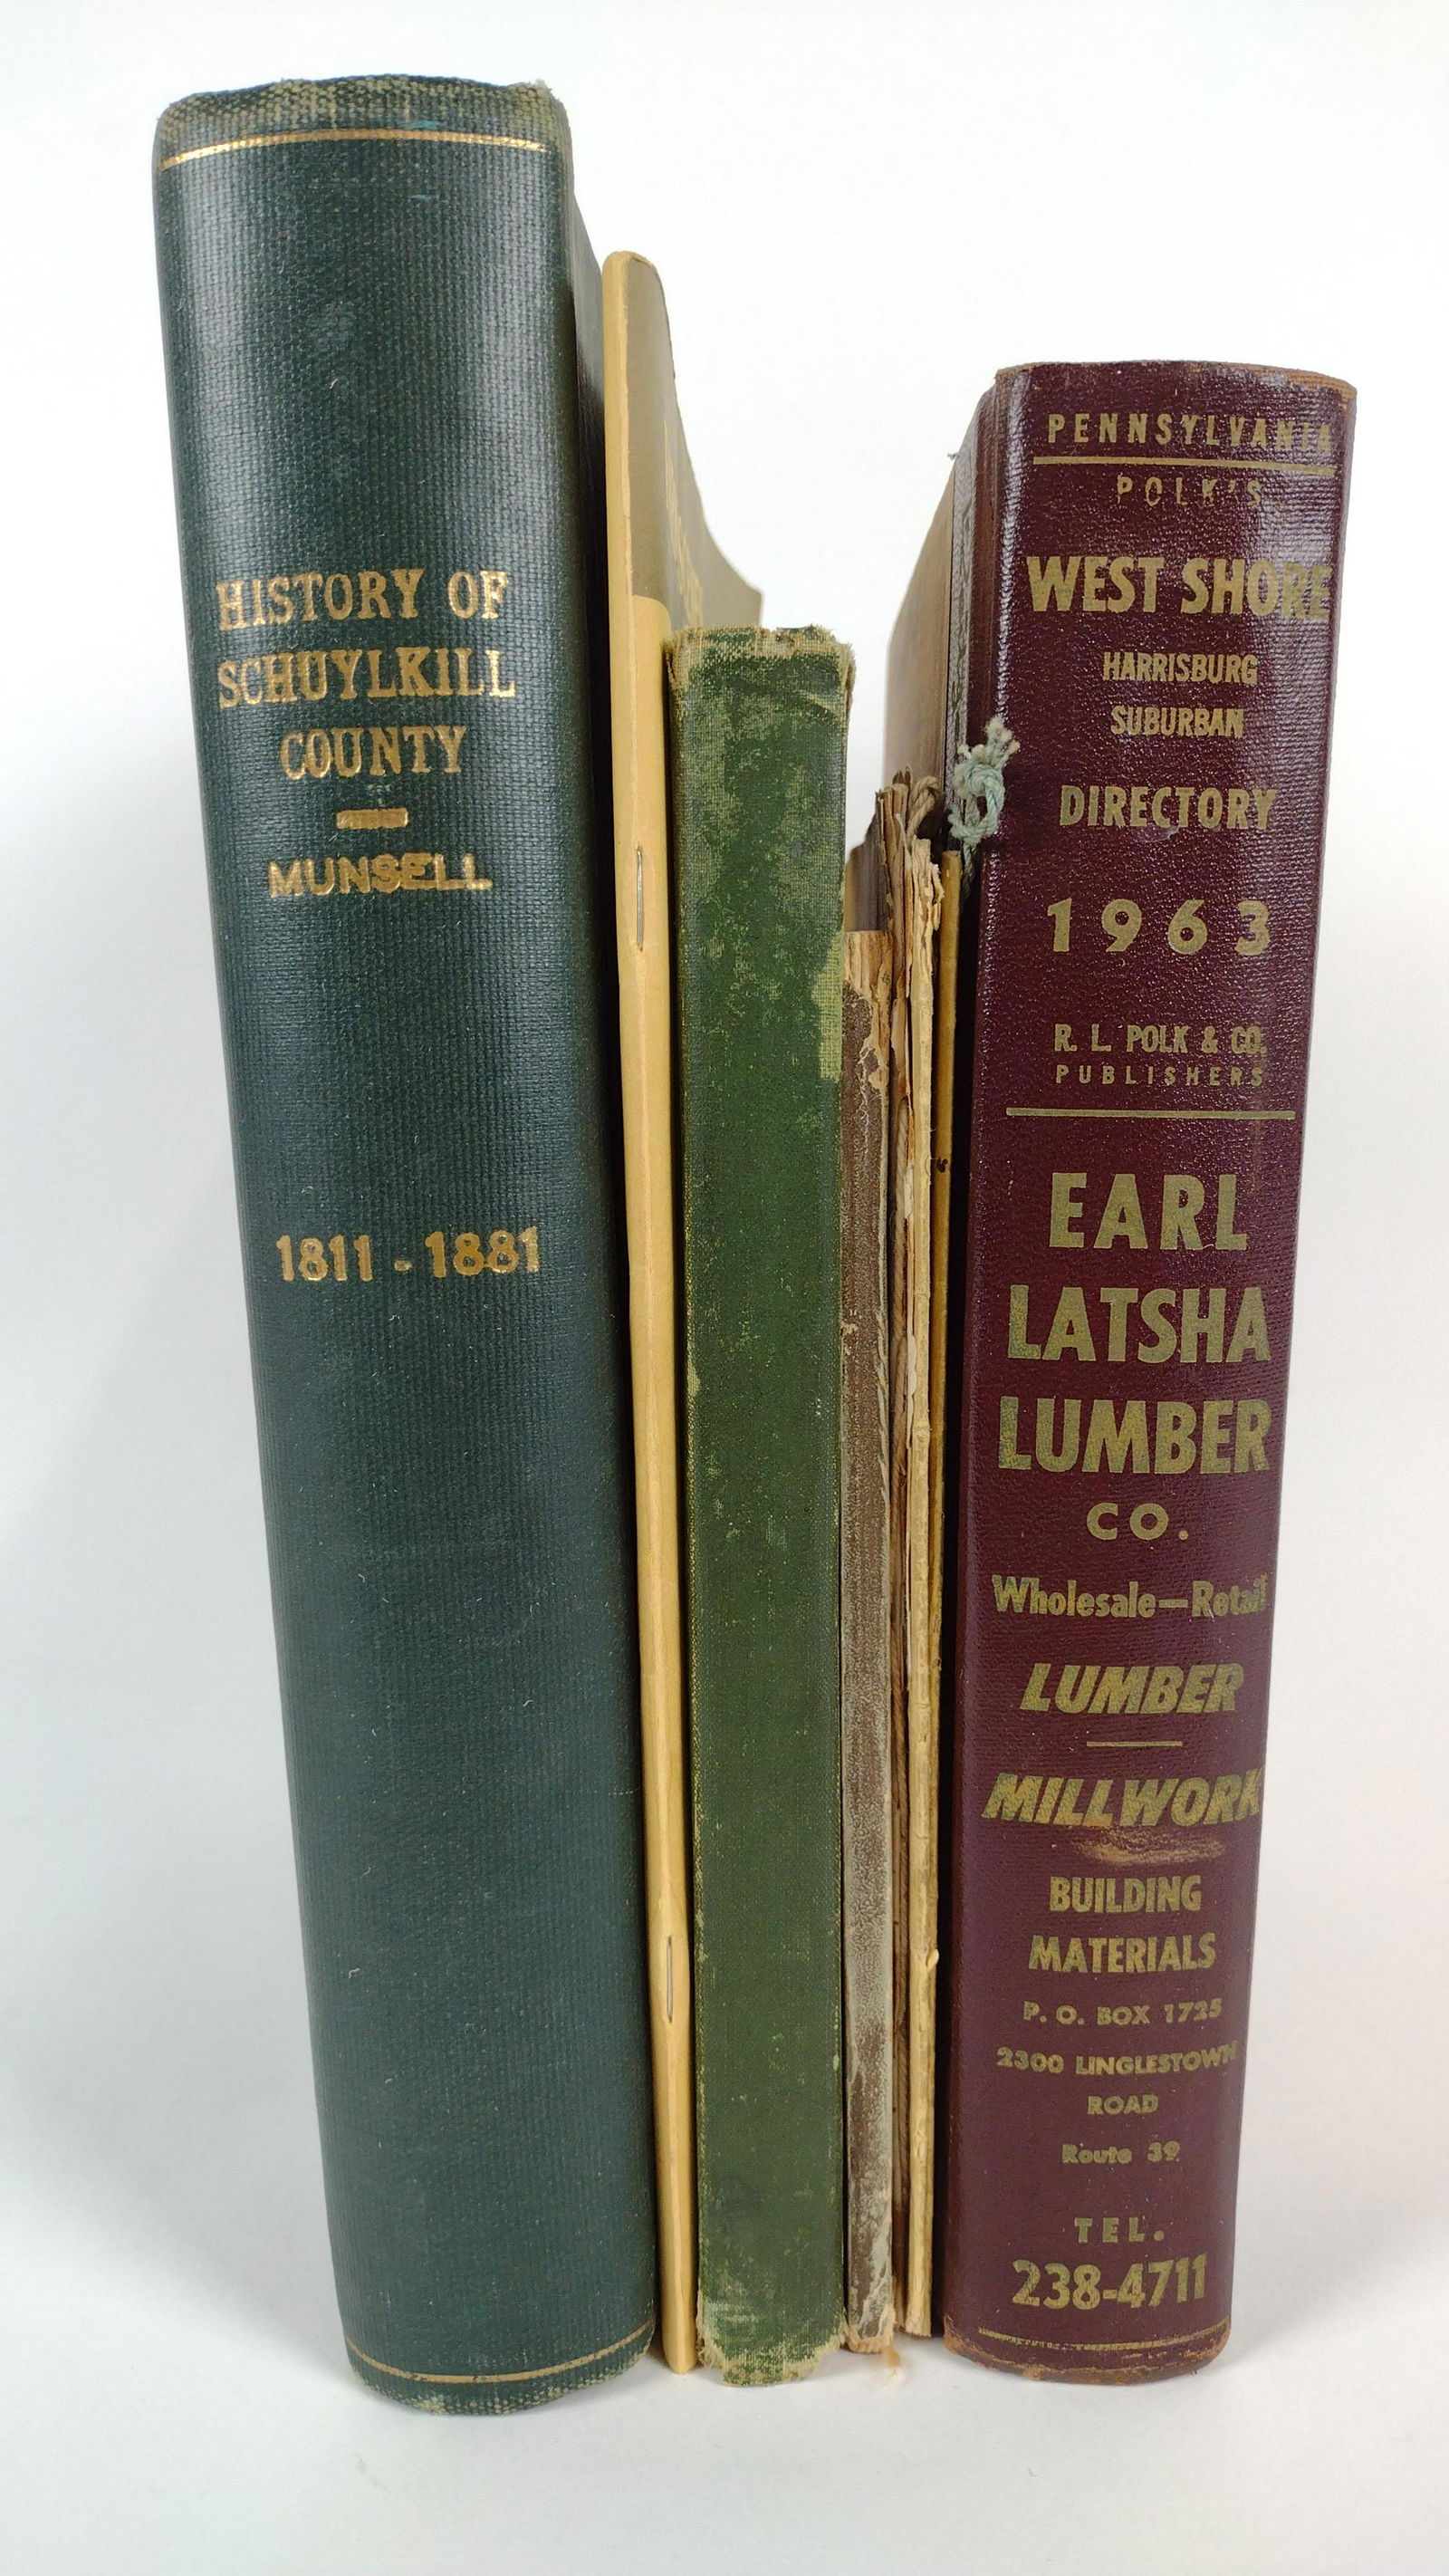 HISTORY OF
SCHUYLKILL
COUNTY
MUNSELL
1811 - 1881
PENNSYLVANIA
POLK'S
WEST SHORE
HARRISBURG
SUBURBAN
DIRECTORY
1963
R. L. POLK & CO.
PUBLISHERS
EARL
LATSHA
LUMBER
CO.
Wholesale—Retail
LUMBER
MILLWORK
BUILDING
MATERIALS
P. O. BOX 1725
2300 LINGLESTOWN
ROAD
Route 39
TEL.
238-4711